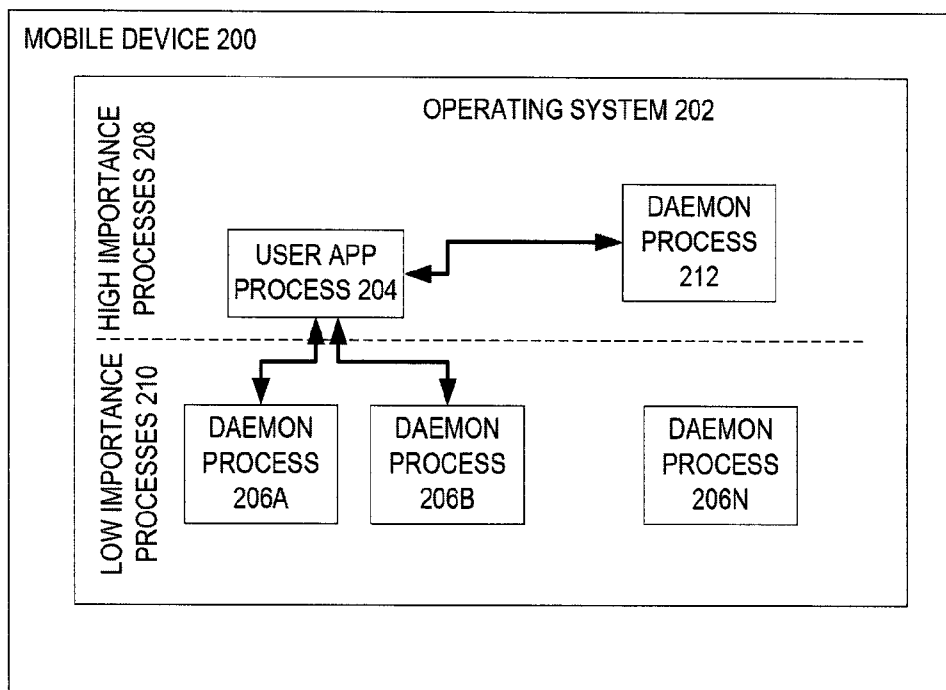 MOBILE DEVICE 200
OPERATING SYSTEM 202
HIGH IMPORTANCE
PROCESSES 208
DAEMON
PROCESS
212
USER APP
PROCESS 204
LOW IMPORTANCE
PROCESSES 210
DAEMON
PROCESS
206A
DAEMON
PROCESS
206B
DAEMON
PROCESS
206N